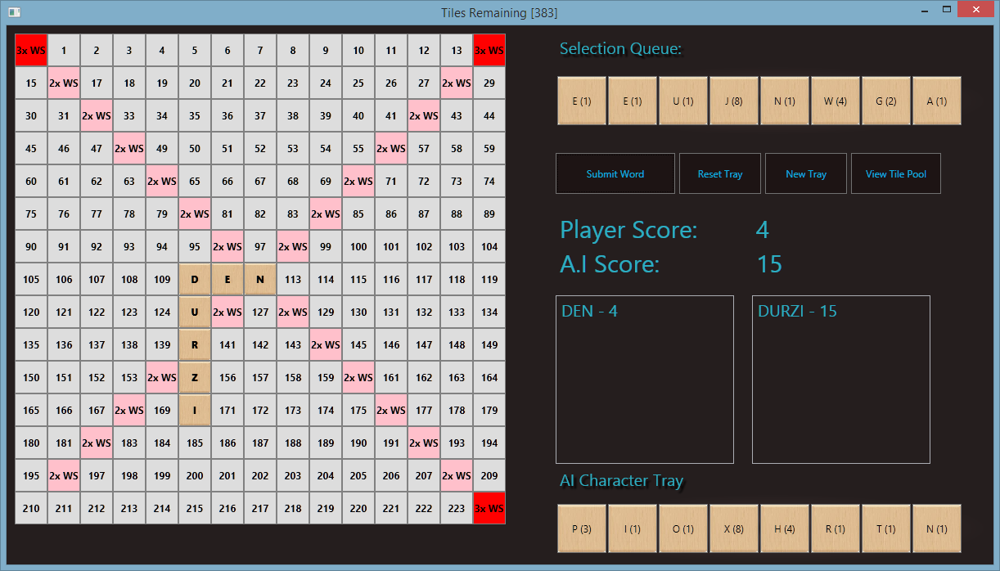 Tiles Remaining [383]
3x WS 1 2 3 4 5 6 7 8 9 10 11 12 13 3x WS
15 2x WS 17 18 19 20 21 22 23 24 25 26 27 2x WS 29
30 31 2x WS 33 34 35 36 37 38 39 40 41 2x WS 43 44
45 46 47 2x WS 49 50 51 52 53 54 55 2x WS 57 58 59
60 61 62 63 2x WS 65 66 67 68 69 2x WS 71 72 73 74
75 76 77 78 79 2x WS 81 82 83 2x WS 85 86 87 88 89
90 91 92 93 94 95 2x WS 97 2x WS 99 100 101 102 103 104
105 106 107 108 109 D E N 113 114 115 116 117 118 119
120 121 122 123 124 U 2x WS 127 2x WS 129 130 131 132 133 134
135 136 137 138 139 R 141 142 143 2x WS 145 146 147 148 149
150 151 152 153 2x WS Z 156 157 158 159 2x WS 161 162 163 164
165 166 167 2x WS 169 I 171 172 173 174 175 2x WS 177 178 179
180 181 2x WS 183 184 185 186 187 188 189 190 191 2x WS 193 194
195 2x WS 197 198 199 200 201 202 203 204 205 206 207 2x WS 209
210 211 212 213 214 215 216 217 218 219 220 221 222 223 3x WS
Selection Queue:
E (1) E (1) U (1) J (8) N (1) W (4) G (2) A (1)
Submit Word Reset Tray New Tray View Tile Pool
Player Score: 4
A.I Score: 15
DEN - 4
DURZI - 15
AI Character Tray
P (3) I (1) O (1) X (8) H (4) R (1) T (1) N (1)